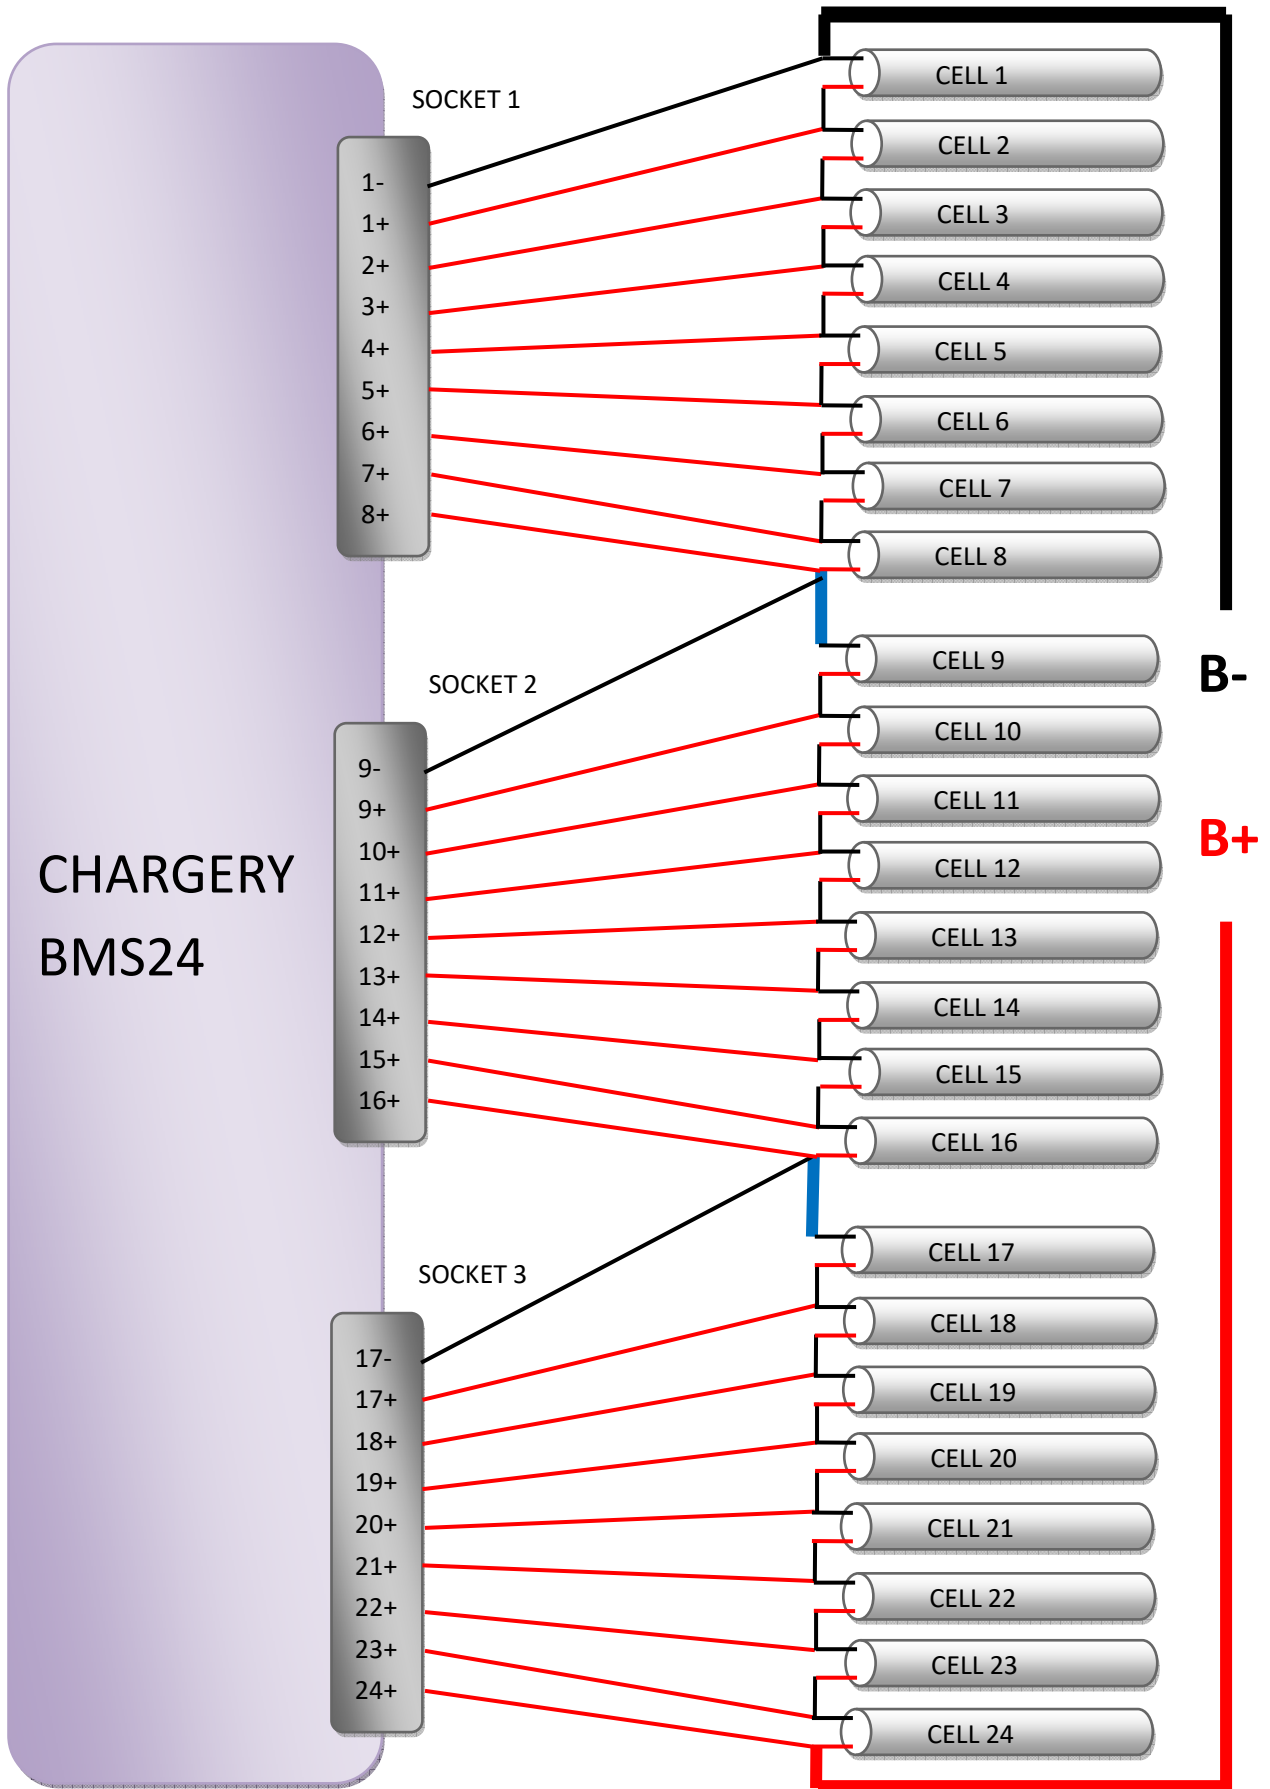 SOCKET 1
1-
1+
2+
3+
4+
5+
6+
7+
8+
CELL 1
CELL 2
CELL 3
CELL 4
CELL 5
CELL 6
CELL 7
CELL 8
SOCKET 2
9-
9+
10+
11+
12+
13+
14+
15+
16+
CELL 9
CELL 10
CELL 11
CELL 12
CELL 13
CELL 14
CELL 15
CELL 16
B-
B+
CHARGERY
BMS24
SOCKET 3
17-
17+
18+
19+
20+
21+
22+
23+
24+
CELL 17
CELL 18
CELL 19
CELL 20
CELL 21
CELL 22
CELL 23
CELL 24